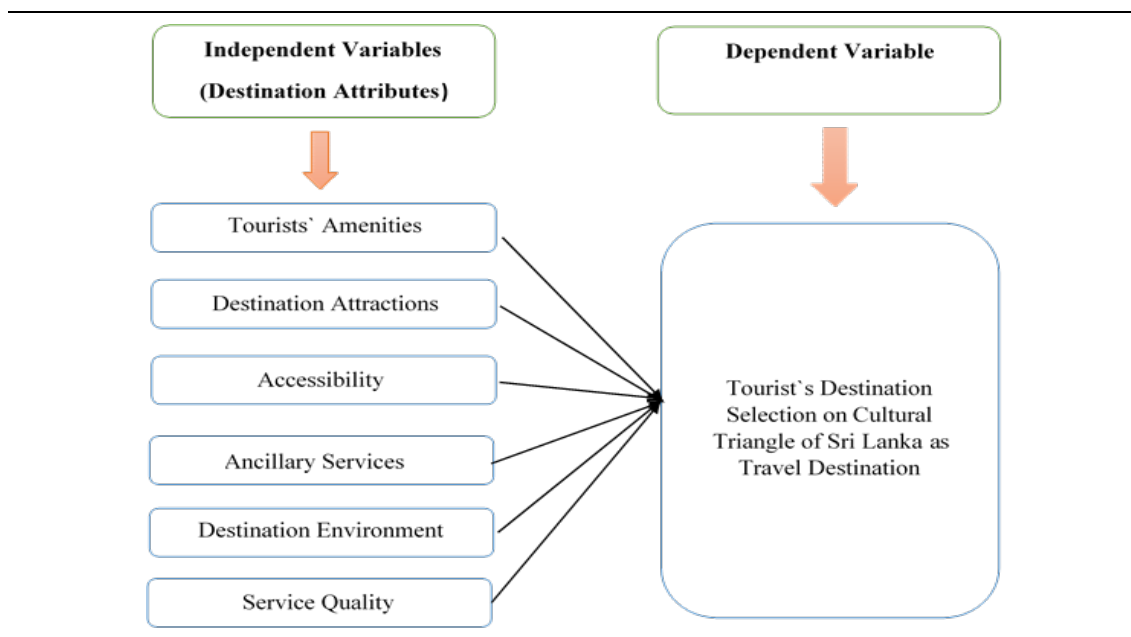 Independent Variables
(Destination Attributes)
Dependent Variable
Tourists` Amenities
Destination Attractions
Accessibility
Ancillary Services
Destination Environment
Service Quality
Tourist`s Destination
Selection on Cultural
Triangle of Sri Lanka as
Travel Destination